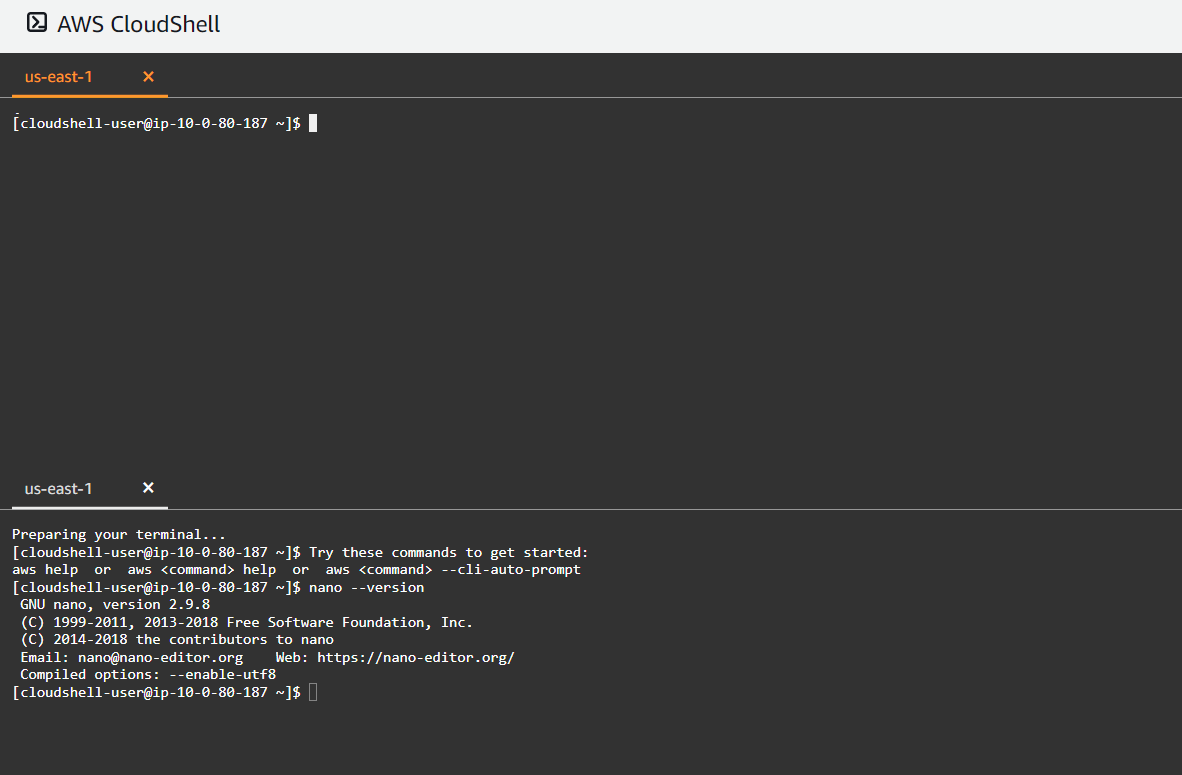 AWS CloudShell
us-east-1 ×
[cloudshell-user@ip-10-0-80-187 ~]$
us-east-1 ×
Preparing your terminal...
[cloudshell-user@ip-10-0-80-187 ~]$ Try these commands to get started:
aws help  or  aws <command> help  or  aws <command> --cli-auto-prompt
[cloudshell-user@ip-10-0-80-187 ~]$ nano --version
 GNU nano, version 2.9.8
 (C) 1999-2011, 2013-2018 Free Software Foundation, Inc.
 (C) 2014-2018 the contributors to nano
 Email: nano@nano-editor.org    Web: https://nano-editor.org/
 Compiled options: --enable-utf8
[cloudshell-user@ip-10-0-80-187 ~]$